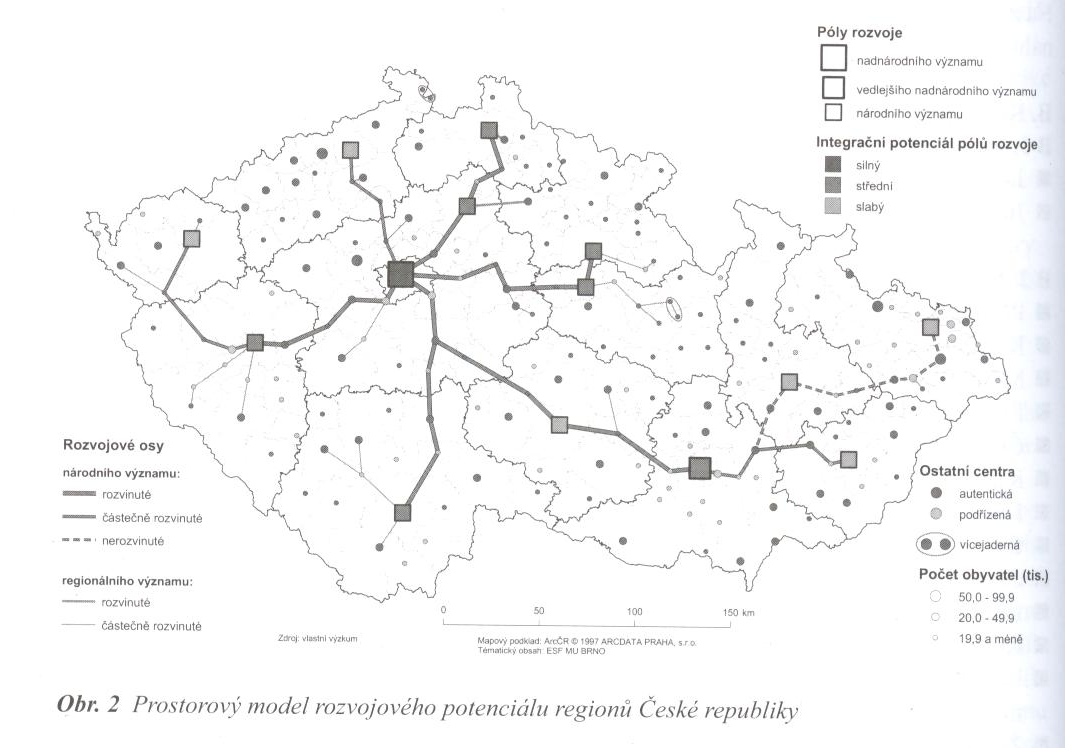 Póly rozvoje
nadnárodního významu
vedlejšího nadnárodního významu
národního významu
Integrační potenciál pólů rozvoje
silný
střední
slabý
Rozvojové osy
národního významu:
rozvinuté
částečně rozvinuté
nerozvinuté
regionálního významu:
rozvinuté
částečně rozvinuté
Ostatní centra
autentická
podřízená
vícejaderná
Počet obyvatel (tis.)
50,0 - 99,9
20,0 - 49,9
19,9 a méně
0 50 100 150 km
Zdroj: vlastní výzkum
Mapový podklad: ArcČR © 1997 ARCDATA PRAHA, s.r.o.
Tématický obsah: ESF MU BRNO
Obr. 2 Prostorový model rozvojového potenciálu regionů České republiky